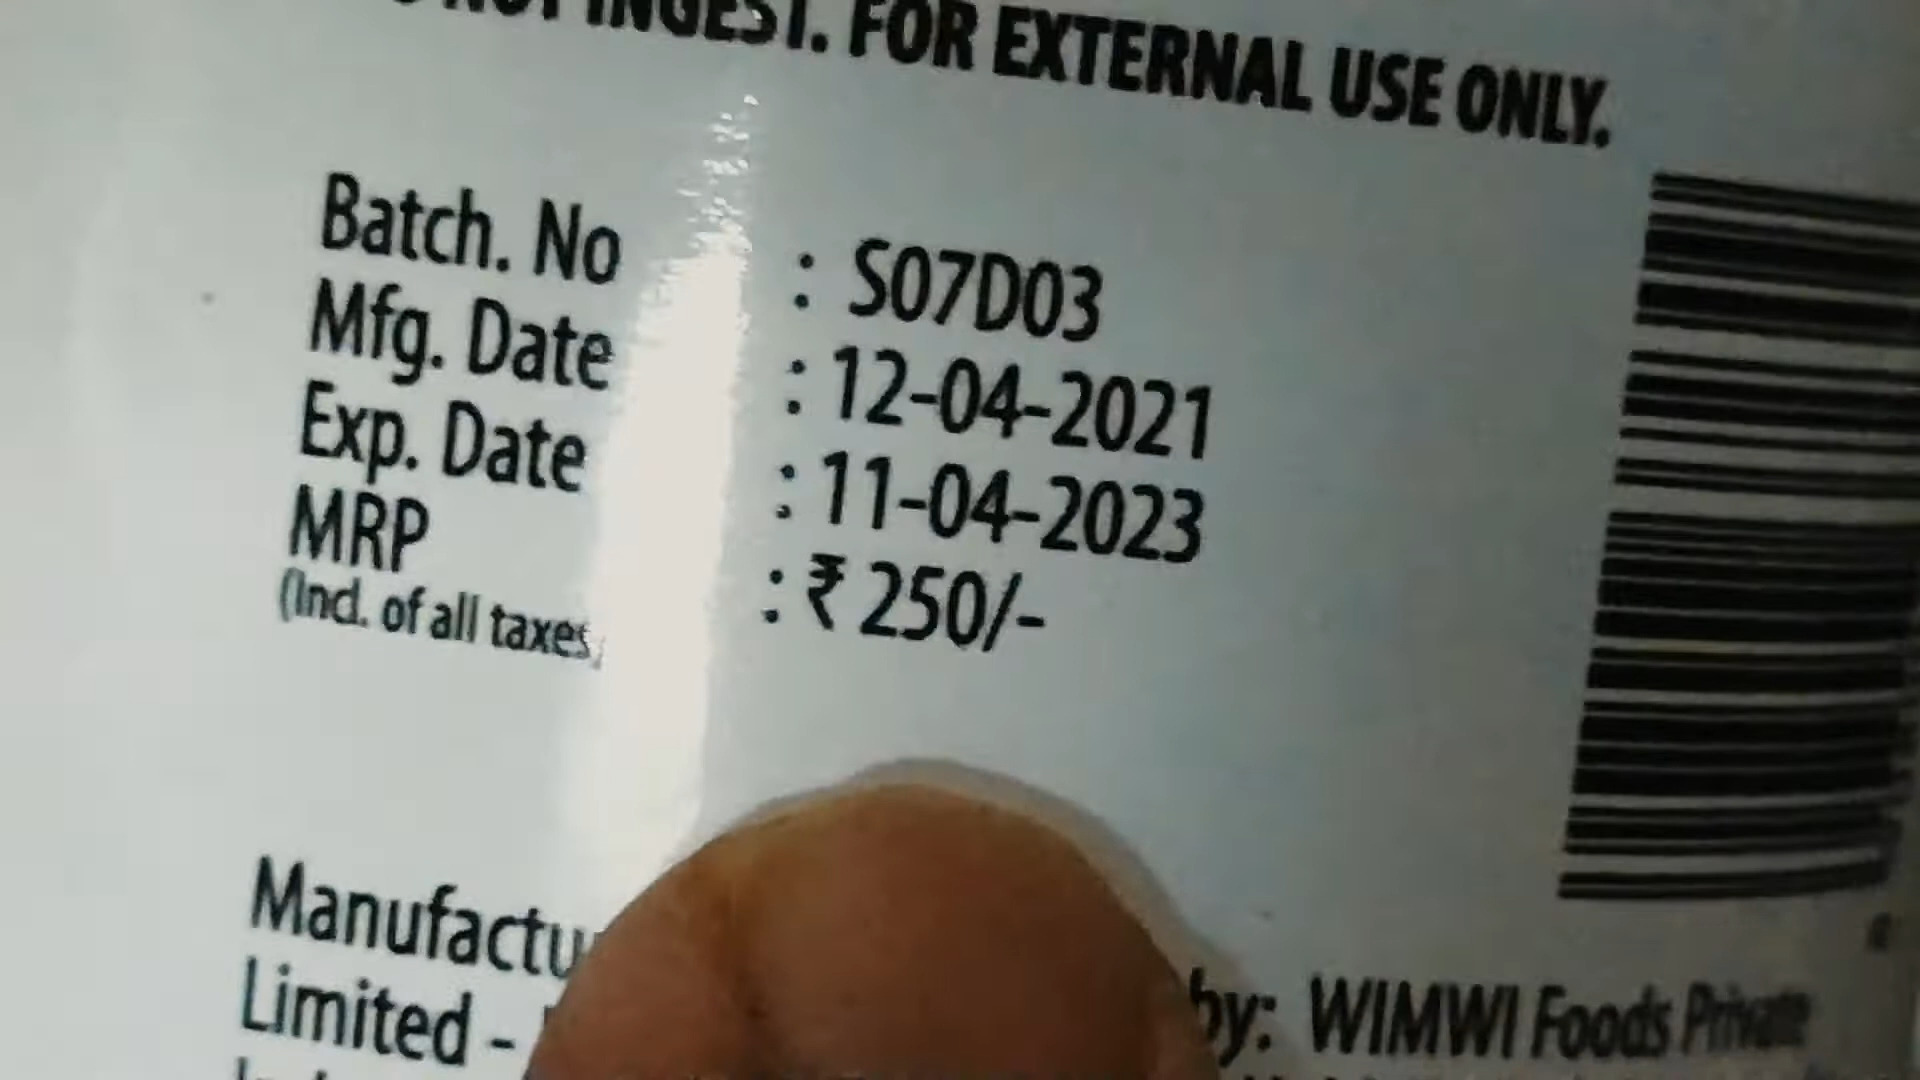 NOT INGEST. FOR EXTERNAL USE ONLY.
Batch. No : S07D03
Mfg. Date : 12-04-2021
Exp. Date : 11-04-2023
MRP : ₹ 250/-
(Incl. of all taxes)
by: WIMWI Foods Private
Limited -